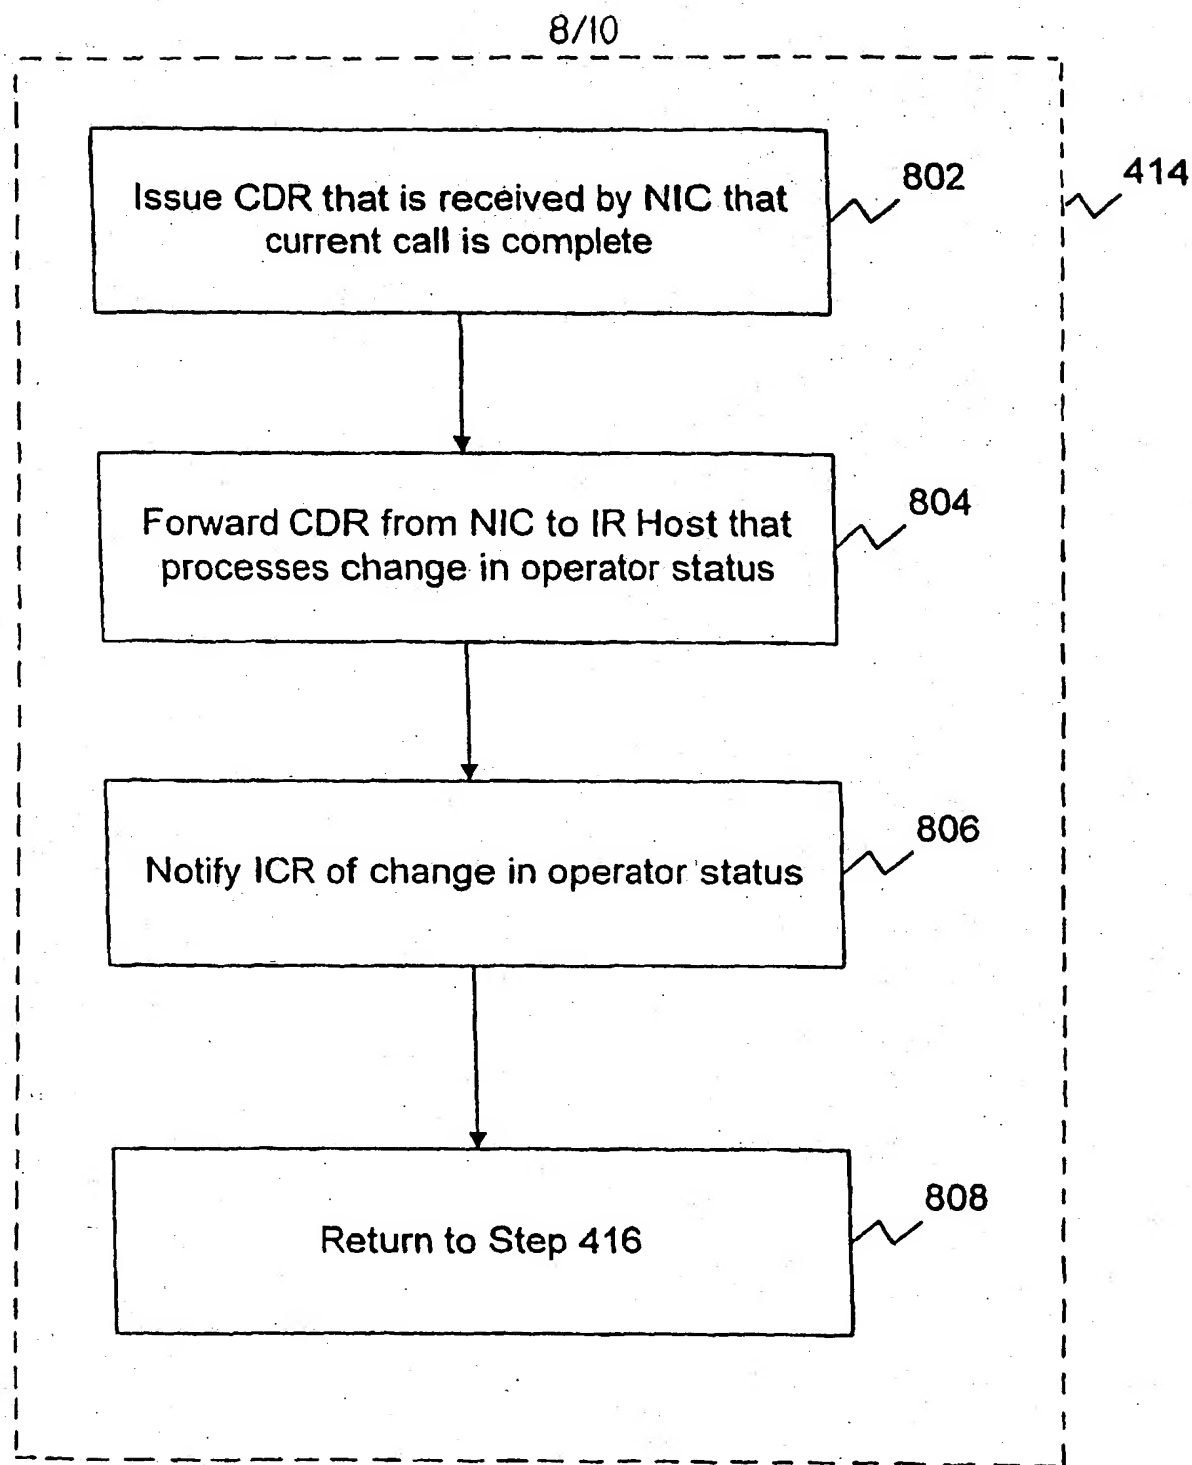 8/10
414
Issue CDR that is received by NIC that
current call is complete
802
Forward CDR from NIC to IR Host that
processes change in operator status
804
Notify ICR of change in operator status
806
Return to Step 416
808